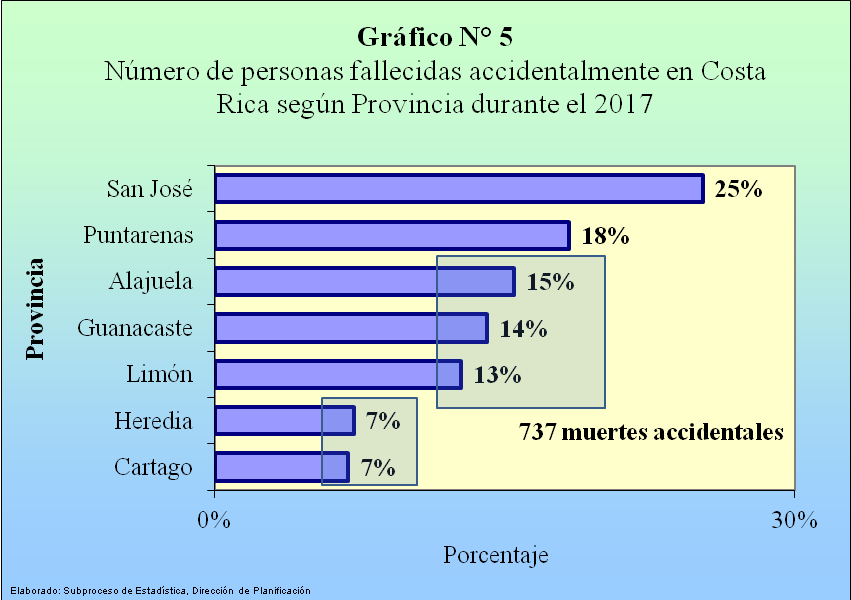 Gráfico N° 5
Número de personas fallecidas accidentalmente en Costa
Rica según Provincia durante el 2017
Provincia
San José 25%
Puntarenas 18%
Alajuela 15%
Guanacaste 14%
Limón 13%
Heredia 7%
Cartago 7%
737 muertes accidentales
0% 30%
Porcentaje
Elaborado: Subproceso de Estadística, Dirección de Planificación